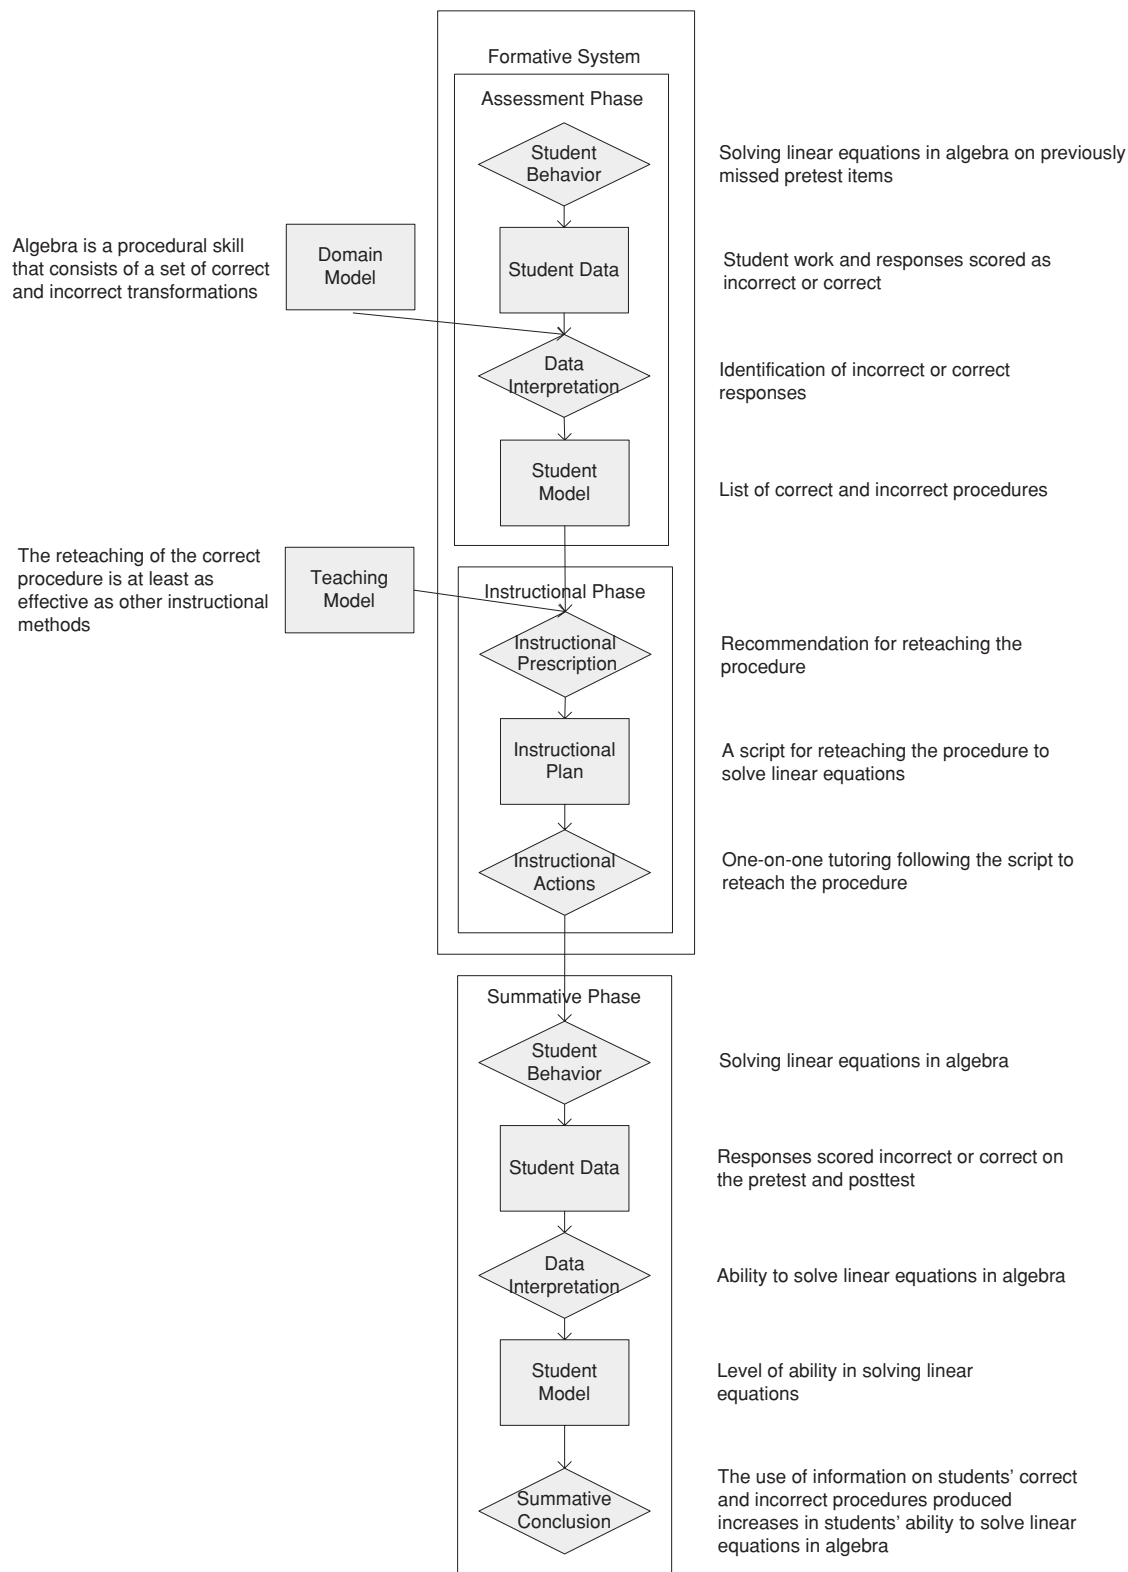 Formative System
Assessment Phase
Student
Behavior
Solving linear equations in algebra on previously
missed pretest items
Algebra is a procedural skill
that consists of a set of correct
and incorrect transformations
Domain
Model
Student Data
Student work and responses scored as
incorrect or correct
Data
Interpretation
Identification of incorrect or correct
responses
Student
Model
List of correct and incorrect procedures
The reteaching of the correct
procedure is at least as
effective as other instructional
methods
Teaching
Model
Instructional Phase
Instructional
Prescription
Recommendation for reteaching the
procedure
Instructional
Plan
A script for reteaching the procedure to
solve linear equations
Instructional
Actions
One-on-one tutoring following the script to
reteach the procedure
Summative Phase
Student
Behavior
Solving linear equations in algebra
Student Data
Responses scored incorrect or correct on
the pretest and posttest
Data
Interpretation
Ability to solve linear equations in algebra
Student
Model
Level of ability in solving linear
equations
Summative
Conclusion
The use of information on students’ correct
and incorrect procedures produced
increases in students’ ability to solve linear
equations in algebra